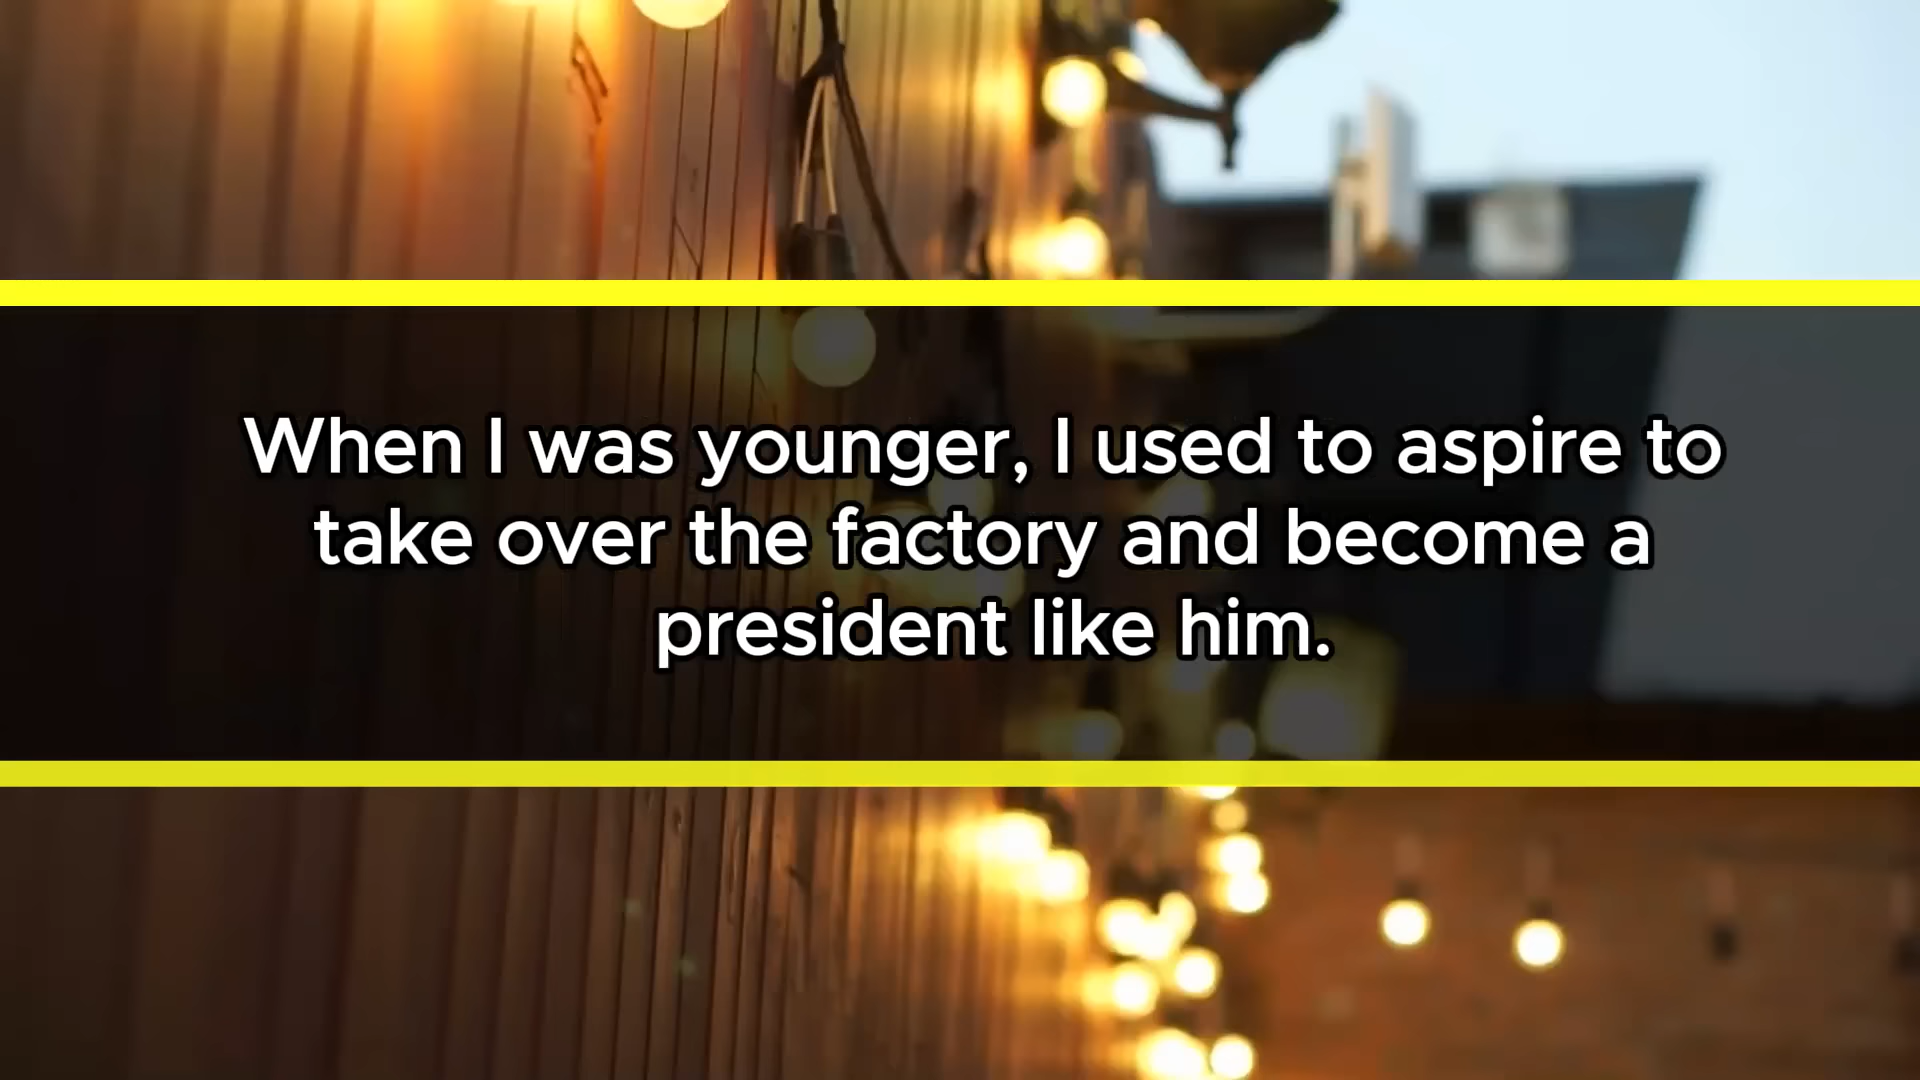 When I was younger, I used to aspire to
take over the factory and become a
president like him.